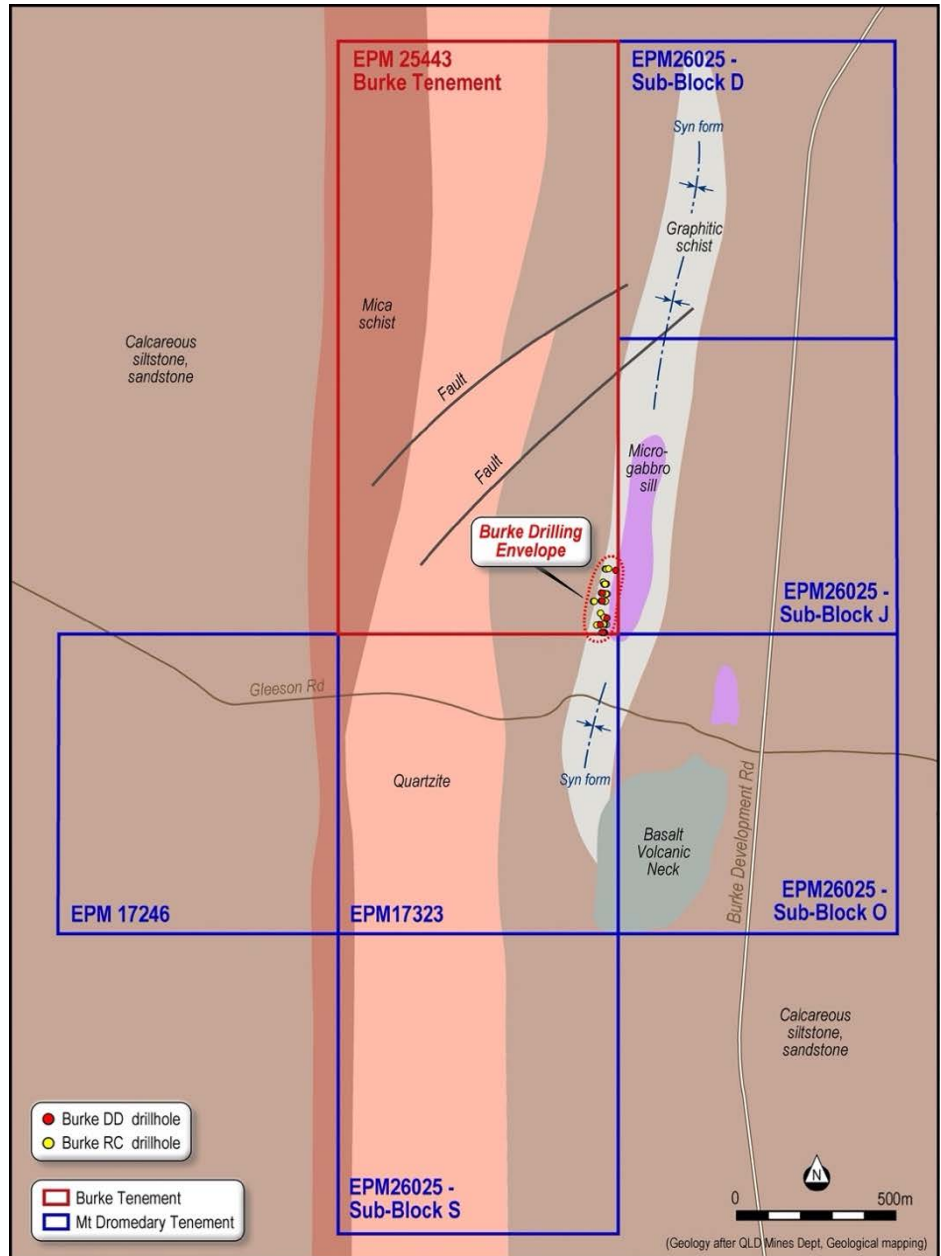 EPM 25443
Burke Tenement
EPM26025 -
Sub-Block D
Syn form
Graphitic
schist
Mica
schist
Calcareous
siltstone,
sandstone
Fault
Fault
Micro-
gabbro
sill
Burke Drilling
Envelope
EPM26025 -
Sub-Block J
Gleeson Rd
Syn form
Quartzite
Basalt
Volcanic
Neck
Burke Development Rd
EPM 17246
EPM17323
EPM26025 -
Sub-Block O
Calcareous
siltstone,
sandstone
Burke DD drillhole
Burke RC drillhole
Burke Tenement
Mt Dromedary Tenement
EPM26025 -
Sub-Block S
N
0 500m
(Geology after QLD Mines Dept, Geological mapping)